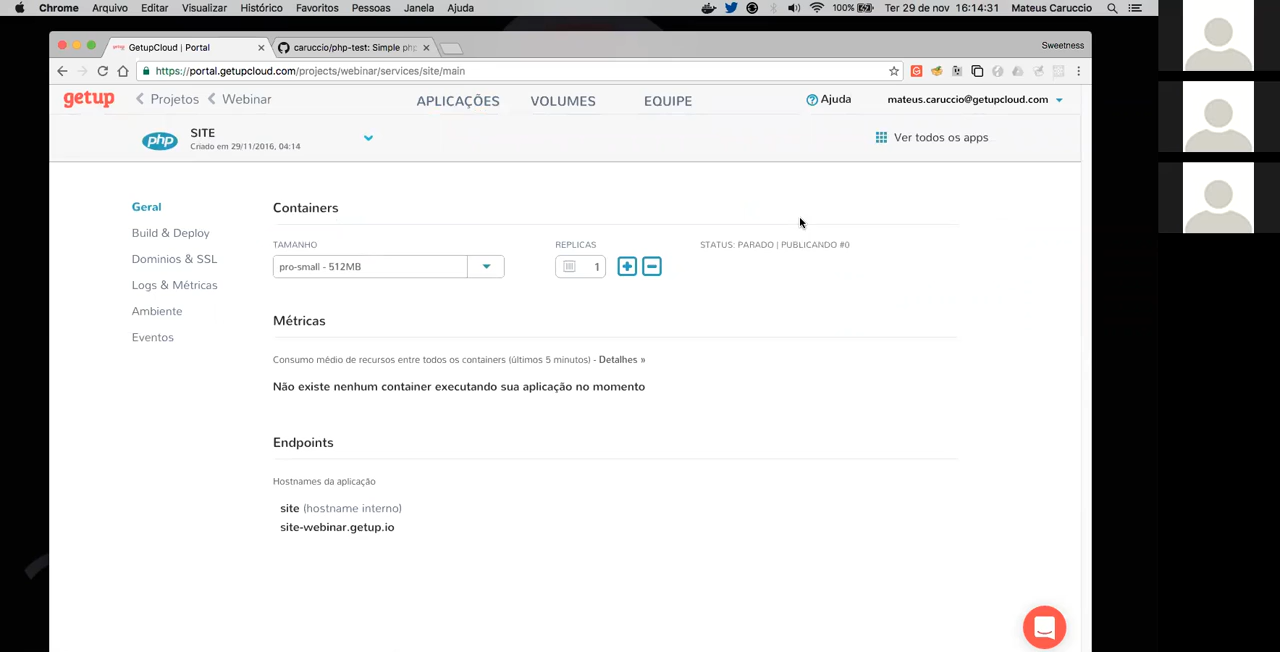 Chrome Arquivo Editar Visualizar Histórico Favoritos Pessoas Janela Ajuda 100% Ter 29 de nov 16:14:31 Mateus Caruccio
GetupCloud | Portal caruccio/php-test: Simple php Sweetness
https://portal.getupcloud.com/projects/webinar/services/site/main
getup Projetos Webinar APLICAÇÕES VOLUMES EQUIPE Ajuda mateus.caruccio@getupcloud.com
php SITE Ver todos os apps
Criado em 29/11/2016, 04:14
Geral
Build & Deploy
Dominios & SSL
Logs & Métricas
Ambiente
Eventos
Containers
TAMANHO REPLICAS STATUS: PARADO | PUBLICANDO #0
pro-small - 512MB 1
Métricas
Consumo médio de recursos entre todos os containers (últimos 5 minutos) - Detalhes »
Não existe nenhum container executando sua aplicação no momento
Endpoints
Hostnames da aplicação
site (hostname interno)
site-webinar.getup.io